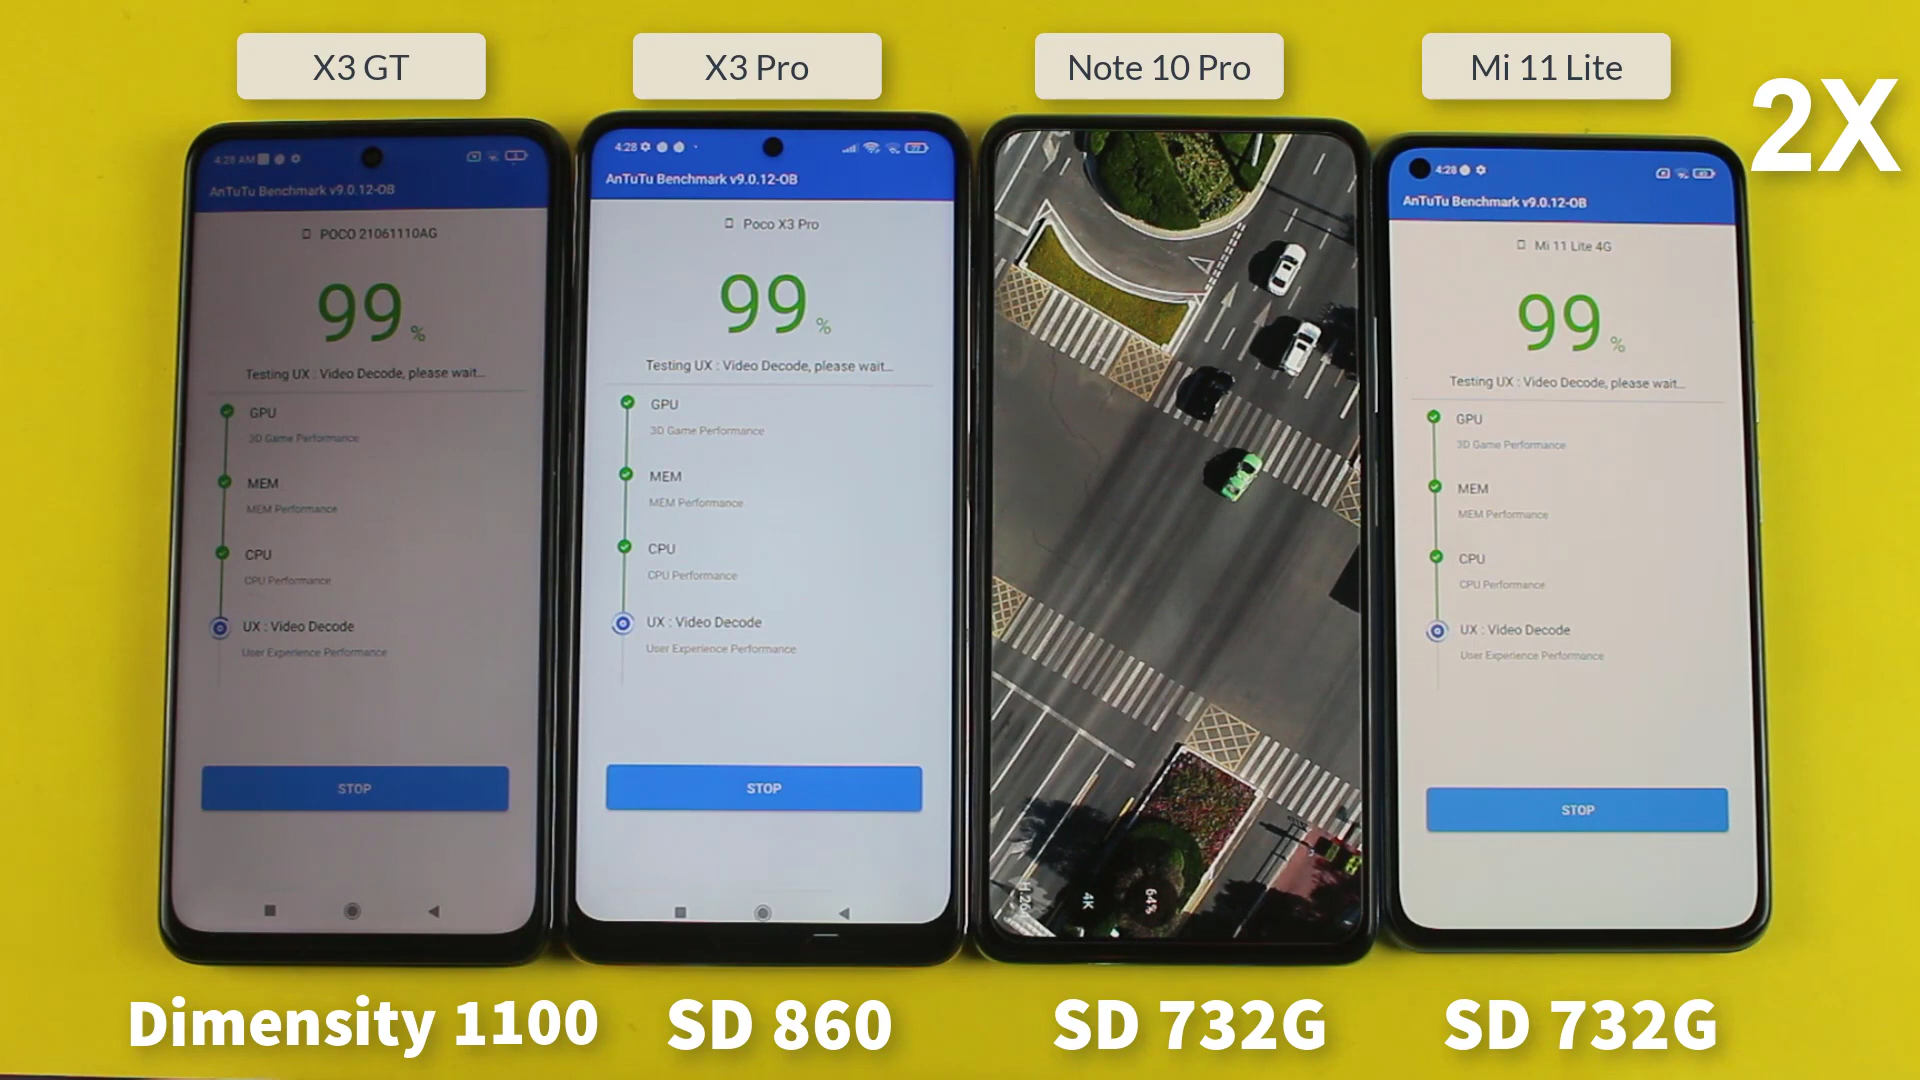 X3 GT
X3 Pro
Note 10 Pro
Mi 11 Lite
2X
4:28 AM
AnTuTu Benchmark v9.0.12-OB
POCO 21061110AG
99%
Testing UX : Video Decode, please wait...
GPU
3D Game Performance
MEM
MEM Performance
CPU
CPU Performance
UX : Video Decode
User Experience Performance
STOP
4:28
AnTuTu Benchmark v9.0.12-OB
Poco X3 Pro
99%
Testing UX : Video Decode, please wait...
GPU
3D Game Performance
MEM
MEM Performance
CPU
CPU Performance
UX : Video Decode
User Experience Performance
STOP
64%
4K
4:28
AnTuTu Benchmark v9.0.12-OB
Mi 11 Lite 4G
99%
Testing UX : Video Decode, please wait...
GPU
3D Game Performance
MEM
MEM Performance
CPU
CPU Performance
UX : Video Decode
User Experience Performance
STOP
Dimensity 1100
SD 860
SD 732G
SD 732G